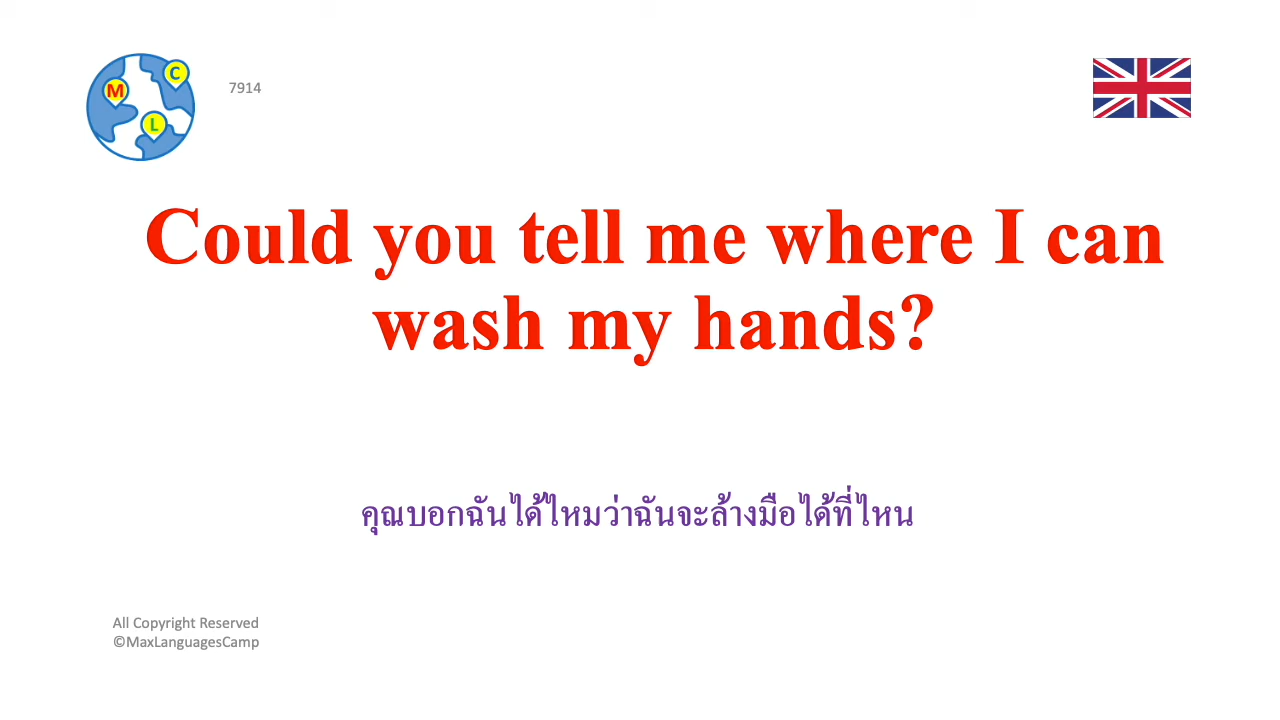 M
C
L
7914
Could you tell me where I can
wash my hands?
คุณบอกฉันได้ไหมว่าฉันจะล้างมือได้ที่ไหน
All Copyright Reserved
©MaxLanguagesCamp